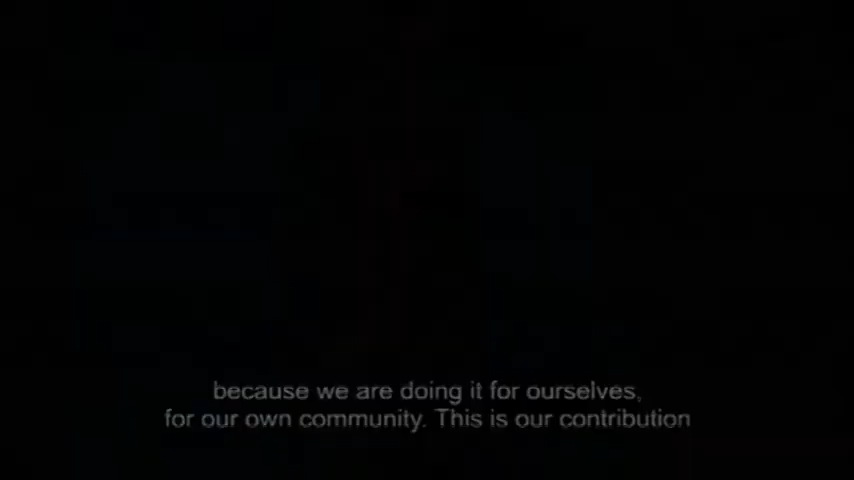 because we are doing it for ourselves,
for our own community. This is our contribution